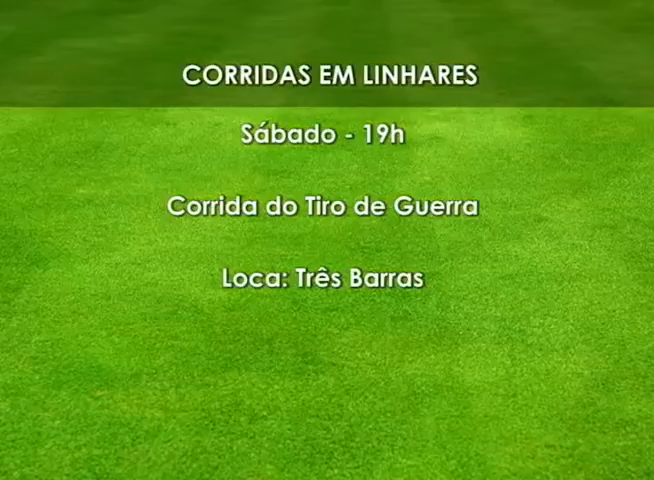 CORRIDAS EM LINHARES
Sábado - 19h
Corrida do Tiro de Guerra
Loca: Três Barras